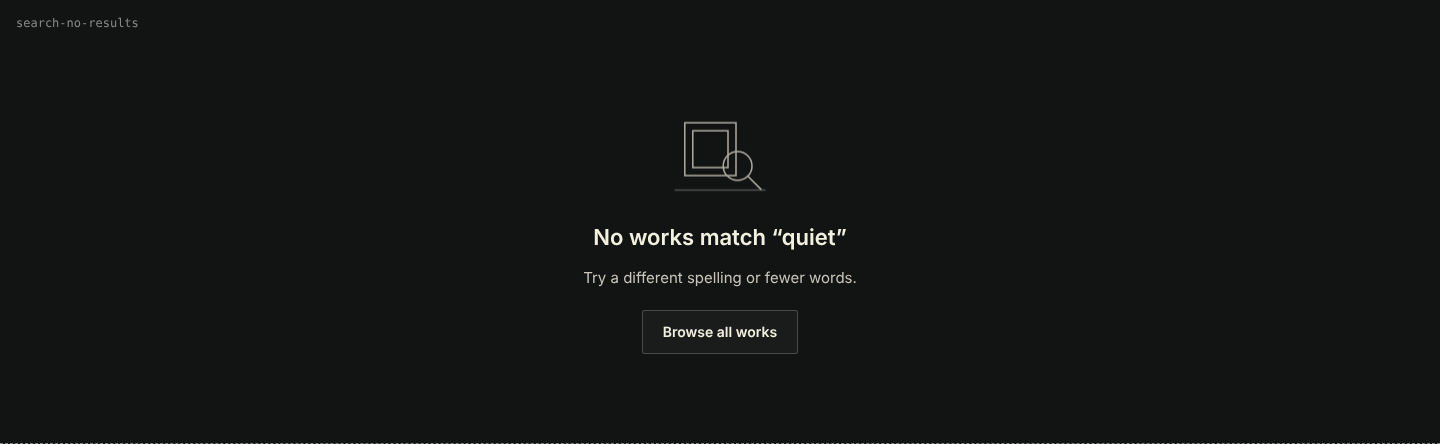 search-no-results
No works match “quiet”
Try a different spelling or fewer words.
Browse all works